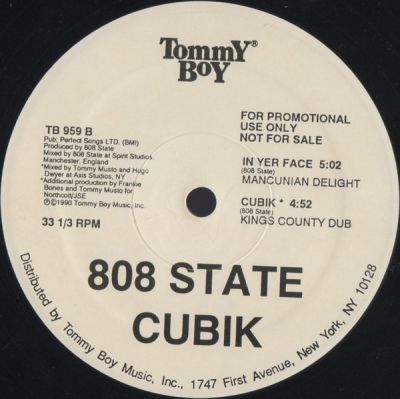 TommY®
BOY
TB 959 B
Pub: Perfect Songs LTD. (BMI)
Produced by 808 State
Mixed by 808 State at Spirit Studios,
Manchester, England
*Mixed by Tommy Musto and Hugo
Dwyer at Axis Studios, NY
*Additional production by Frankie
Bones and Tommy Musto for
Northcott/JSE
℗©1990 Tommy Boy Music, Inc.
33 1/3 RPM
FOR PROMOTIONAL
USE ONLY
NOT FOR SALE
IN YER FACE 5:02
(808 State)
MANCUNIAN DELIGHT
CUBIK * 4:52
(808 State)
KINGS COUNTY DUB
808 STATE
CUBIK
Distributed by Tommy Boy Music, Inc., 1747 First Avenue, New York, NY 10128